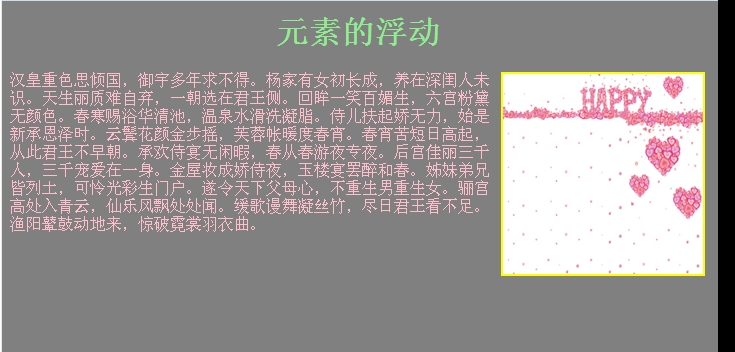 元素的浮动
汉皇重色思倾国，御宇多年求不得。杨家有女初长成，养在深闺人未
识。天生丽质难自弃，一朝选在君王侧。回眸一笑百媚生，六宫粉黛
无颜色。春寒赐浴华清池，温泉水滑洗凝脂。侍儿扶起娇无力，始是
新承恩泽时。云鬓花颜金步摇，芙蓉帐暖度春宵。春宵苦短日高起，
从此君王不早朝。承欢侍宴无闲暇，春从春游夜专夜。后宫佳丽三千
人，三千宠爱在一身。金屋妆成娇侍夜，玉楼宴罢醉和春。姊妹弟兄
皆列土，可怜光彩生门户。遂令天下父母心，不重生男重生女。骊宫
高处入青云，仙乐风飘处处闻。缓歌谩舞凝丝竹，尽日君王看不足。
渔阳鼙鼓动地来，惊破霓裳羽衣曲。
HAPPY